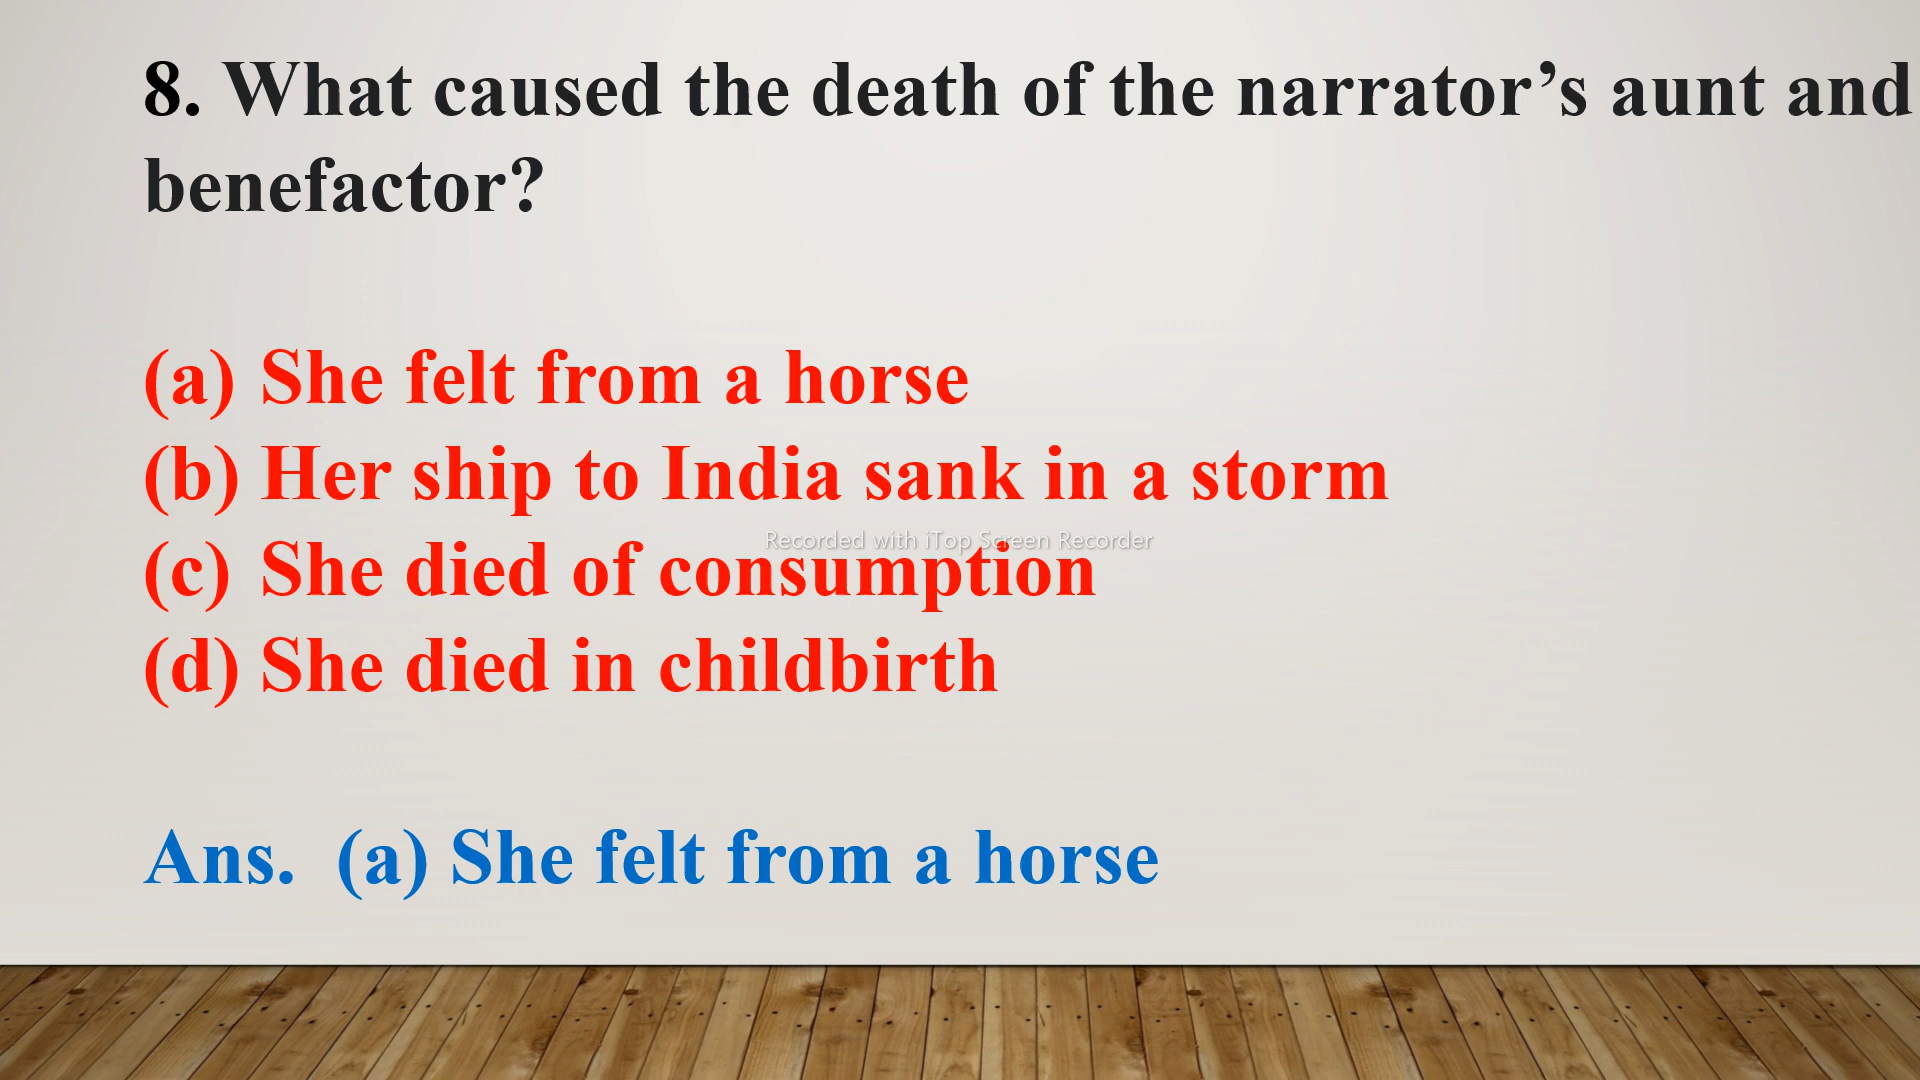 8. What caused the death of the narrator’s aunt and
benefactor?
(a) She felt from a horse
(b) Her ship to India sank in a storm
Recorded with iTop Screen Recorder
(c) She died of consumption
(d) She died in childbirth
Ans. (a) She felt from a horse